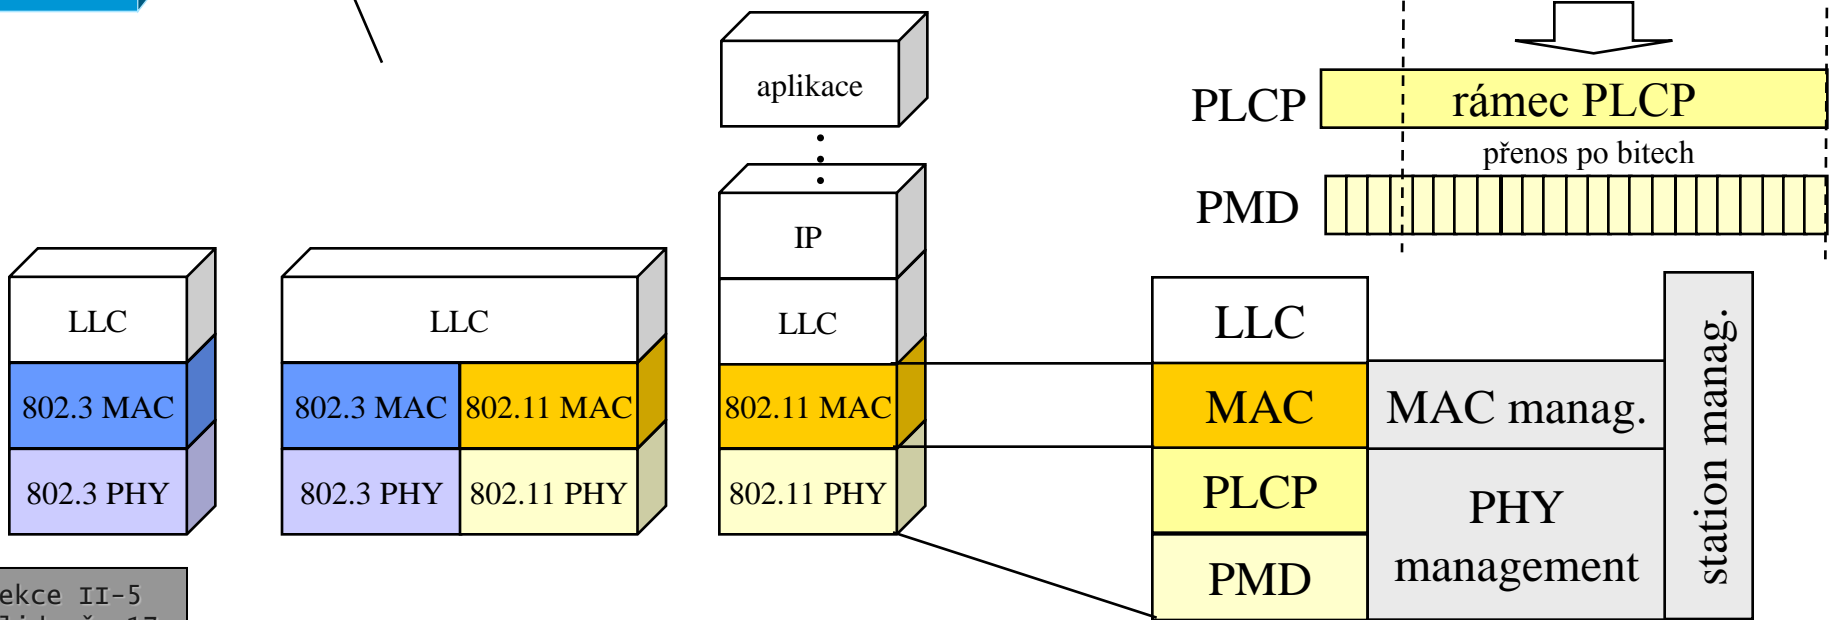 aplikace
IP
LLC
802.11 MAC
802.11 PHY
LLC
802.3 MAC
802.3 PHY
LLC
802.3 MAC 802.11 MAC
802.3 PHY 802.11 PHY
PLCP rámec PLCP
přenos po bitech
PMD
LLC
MAC MAC manag.
PLCP PHY
PMD management
station manag.
II-5